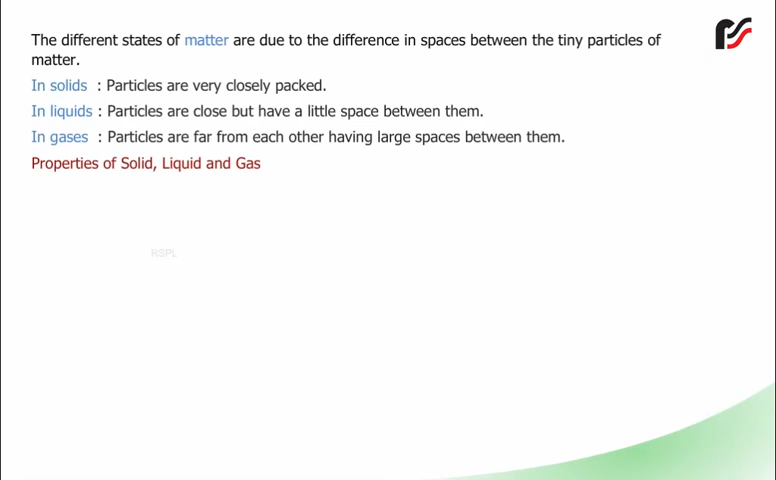 The different states of matter are due to the difference in spaces between the tiny particles of
matter.
In solids : Particles are very closely packed.
In liquids : Particles are close but have a little space between them.
In gases : Particles are far from each other having large spaces between them.
Properties of Solid, Liquid and Gas
RSPL